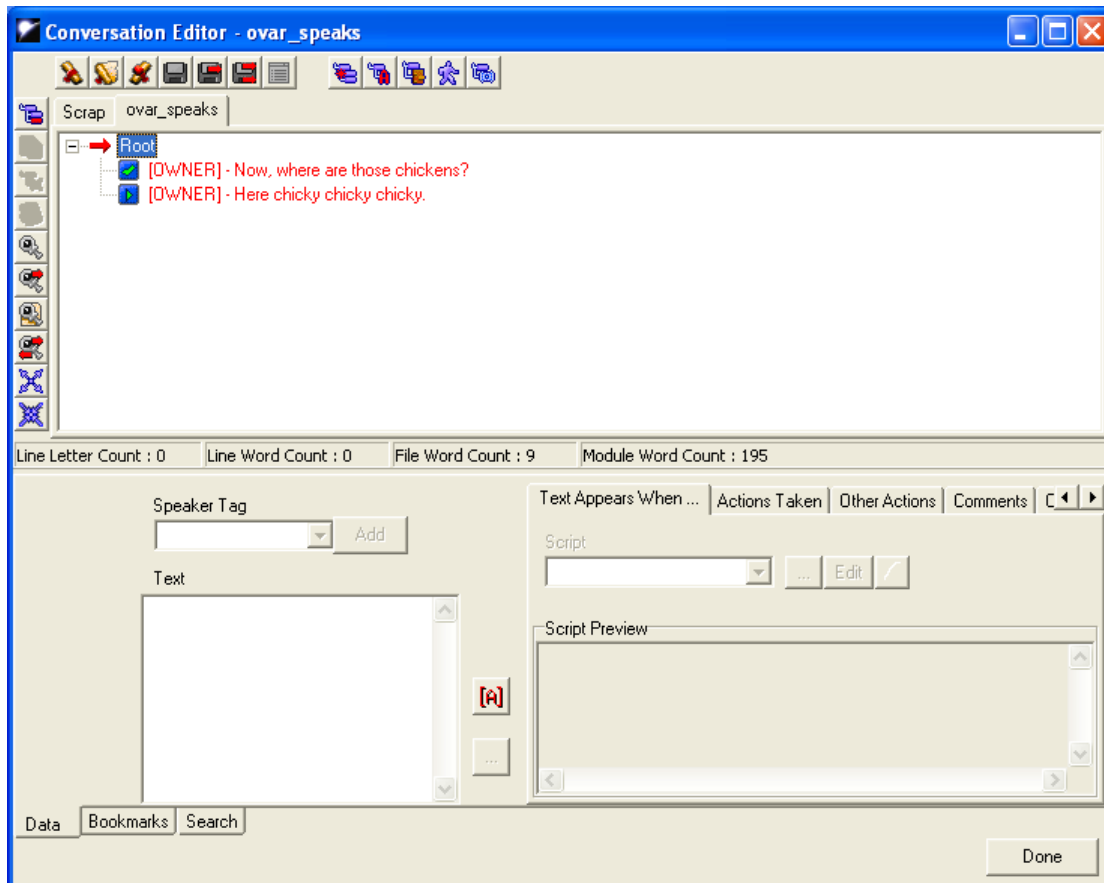 Conversation Editor - ovar_speaks
Scrap ovar_speaks
Root
[OWNER] - Now, where are those chickens?
[OWNER] - Here chicky chicky chicky.
Line Letter Count : 0 Line Word Count : 0 File Word Count : 9 Module Word Count : 195
Text Appears When ... Actions Taken Other Actions Comments
Speaker Tag
Add
Script
... Edit
Text
Script Preview
[A]
...
Data Bookmarks Search
Done